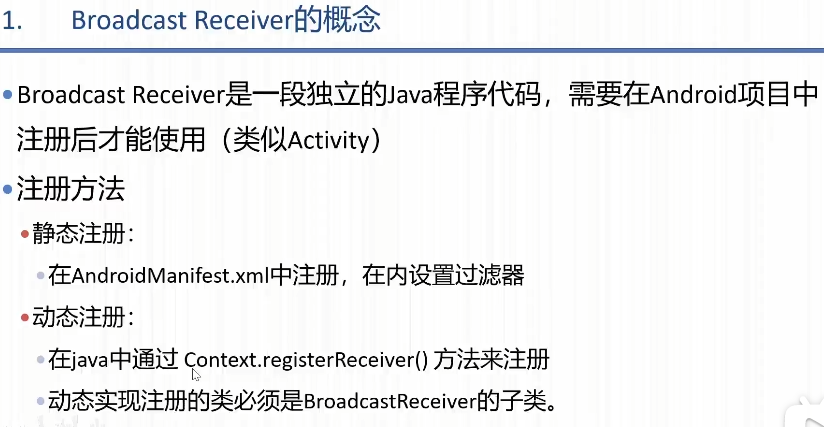 1. Broadcast Receiver的概念
•Broadcast Receiver是一段独立的Java程序代码，需要在Android项目中
注册后才能使用（类似Activity）
•注册方法
•静态注册：
•在AndroidManifest.xml中注册，在内设置过滤器
•动态注册：
•在java中通过 Context.registerReceiver() 方法来注册
•动态实现注册的类必须是BroadcastReceiver的子类。